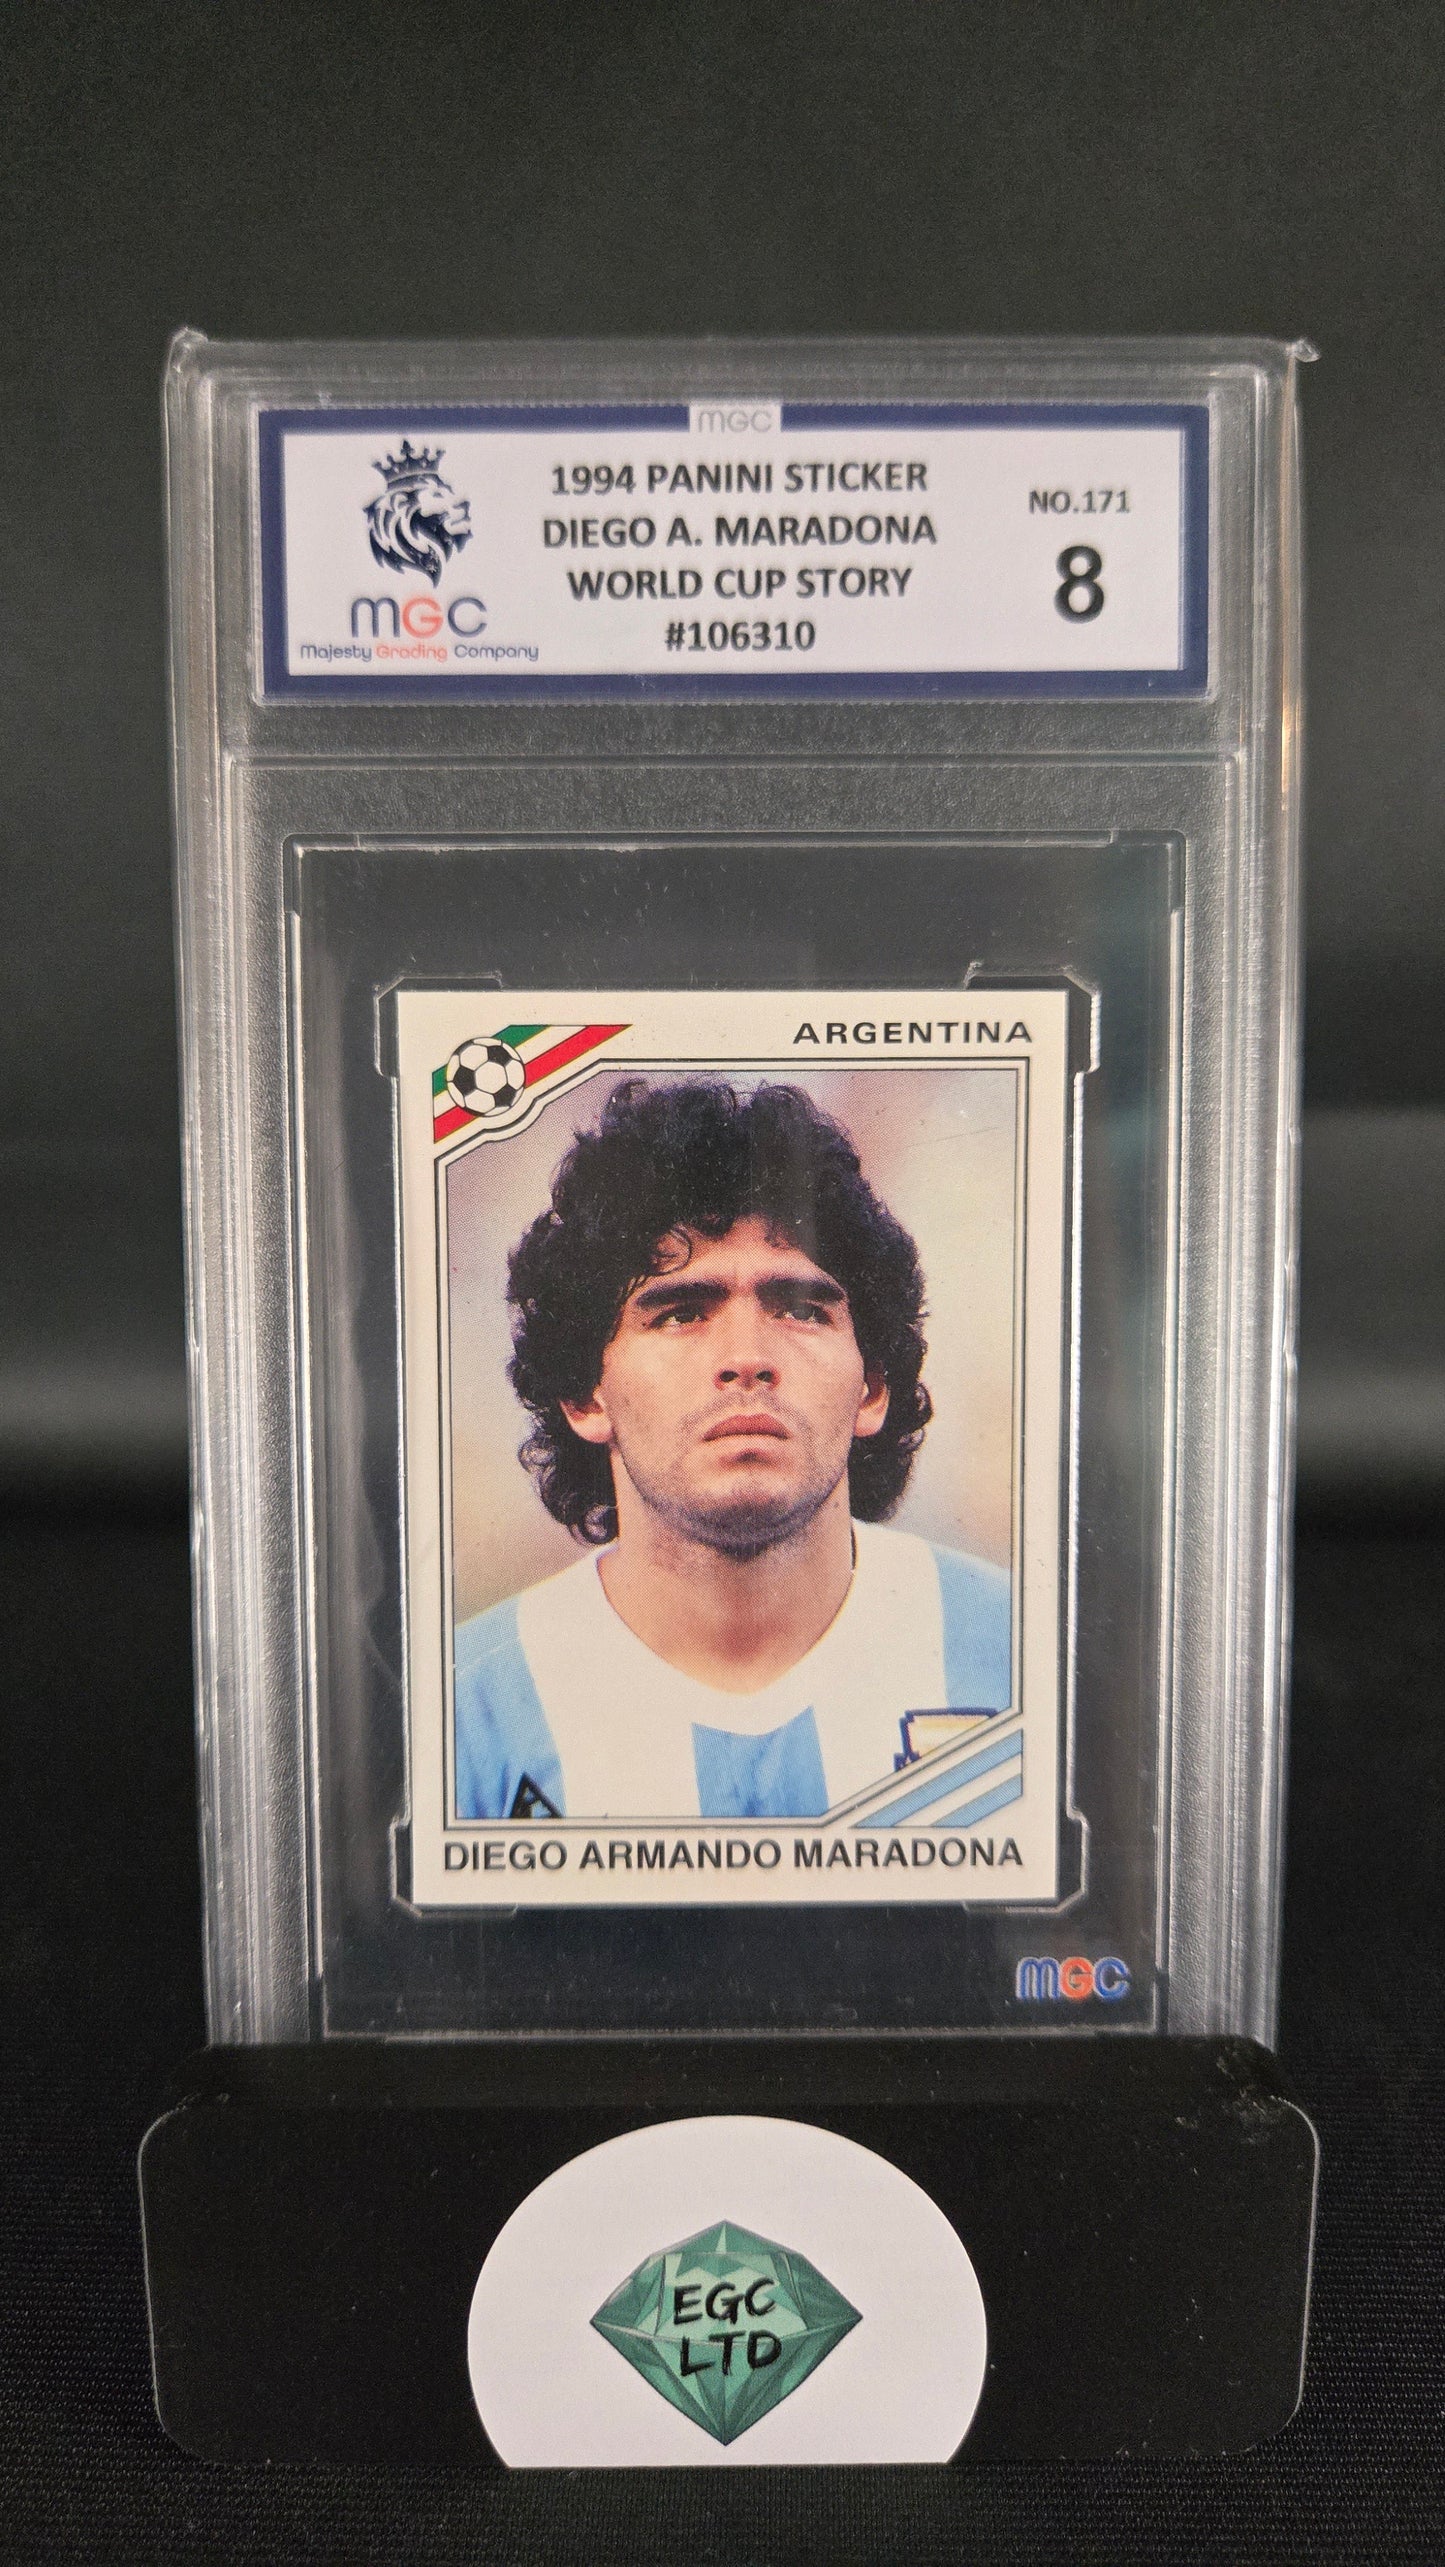 MGC
1994 PANINI STICKER
DIEGO A. MARADONA
WORLD CUP STORY
#106310
NO.171
8
MGC
Majesty Grading Company
ARGENTINA
DIEGO ARMANDO MARADONA
MGC
EGC
LTD